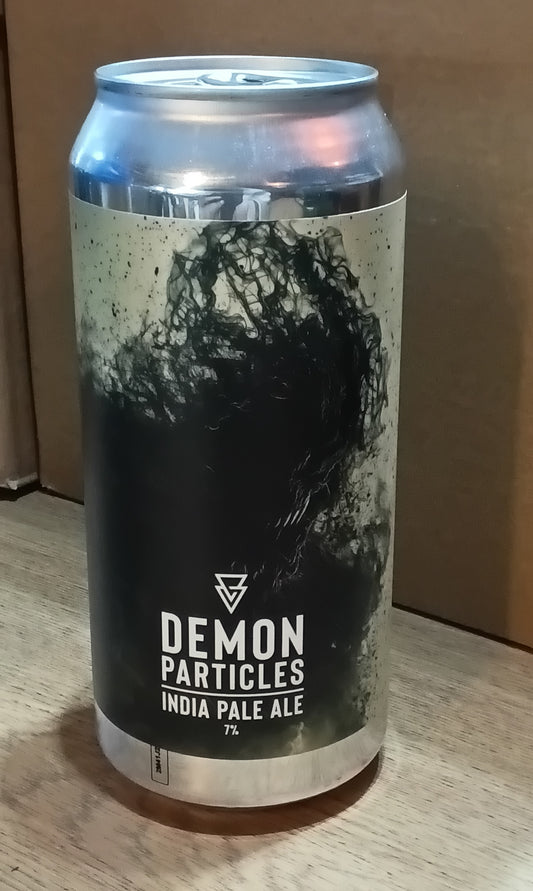 DEMON
PARTICLES
INDIA PALE ALE
7%